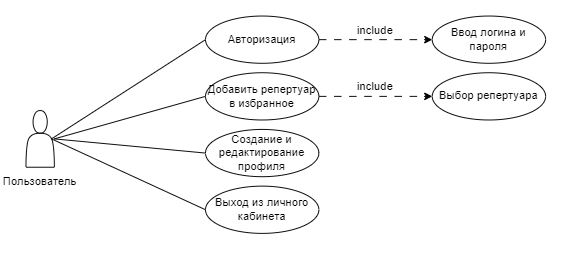 Авторизация
include
Ввод логина и
пароля
Добавить репертуар
в избранное
include
Выбор репертуара
Создание и
редактирование
профиля
Пользователь
Выход из личного
кабинета